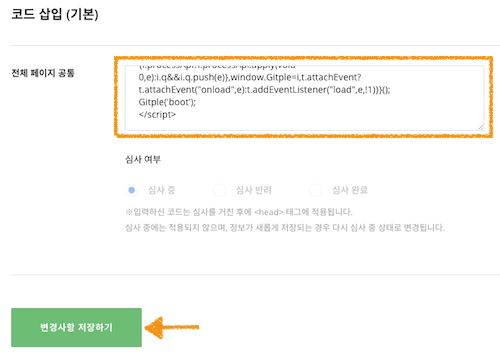 코드 삽입 (기본)
전체 페이지 공통
0,e):i.q&&i.q.push(e)},window.Gitple=i,t.attachEvent?
t.attachEvent("onload",e):t.addEventListener("load",e,!1)}}();
Gitple('boot');
</script>
심사 여부
심사 중
심사 반려
심사 완료
※입력하신 코드는 심사를 거친 후에 <head> 태그에 적용됩니다.
심사 중에는 적용되지 않으며, 정보가 새롭게 저장되는 경우 다시 심사 중 상태로 변경됩니다.
변경사항 저장하기